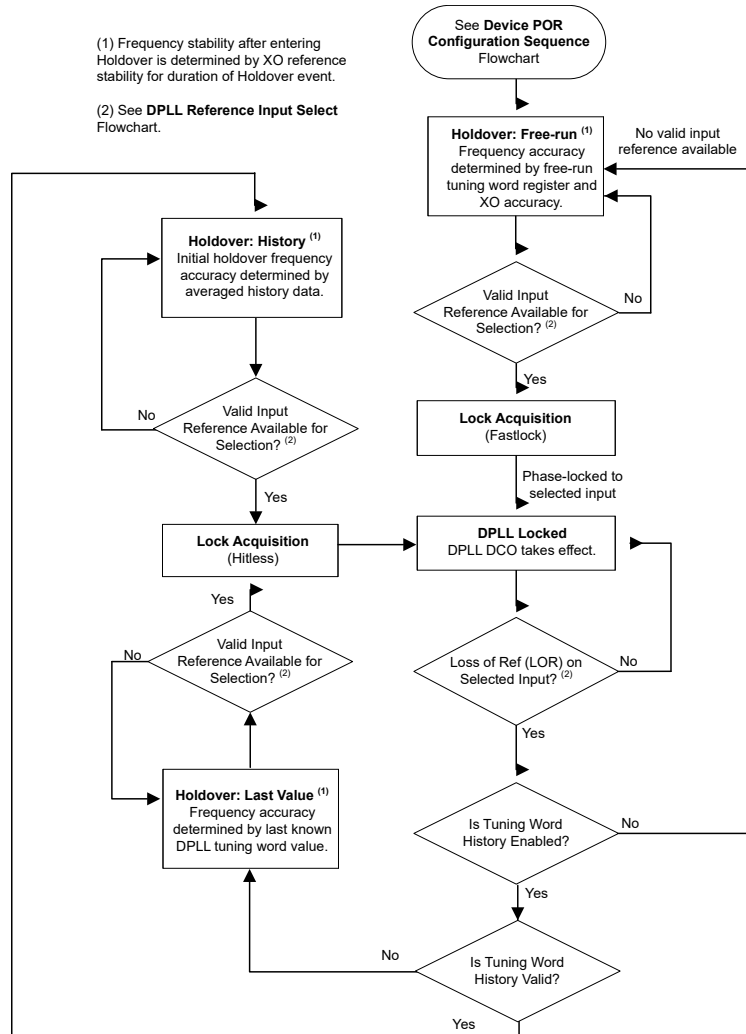 (1) Frequency stability after entering
Holdover is determined by XO reference
stability for duration of Holdover event.
(2) See DPLL Reference Input Select
Flowchart.
See Device POR
Configuration Sequence
Flowchart
Holdover: Free-run (1)
Frequency accuracy
determined by free-run
tuning word register and
XO accuracy.
No valid input
reference available
Valid Input
Reference Available for
Selection? (2)
No
Yes
Lock Acquisition
(Fastlock)
Phase-locked to
selected input
Holdover: History (1)
Initial holdover frequency
accuracy determined by
averaged history data.
No
Valid Input
Reference Available for
Selection? (2)
Yes
Lock Acquisition
(Hitless)
DPLL Locked
DPLL DCO takes effect.
Yes
No
Valid Input
Reference Available for
Selection? (2)
Loss of Ref (LOR) on
Selected Input? (2)
No
Yes
Holdover: Last Value (1)
Frequency accuracy
determined by last known
DPLL tuning word value.
Is Tuning Word
History Enabled?
No
Yes
No
Is Tuning Word
History Valid?
Yes